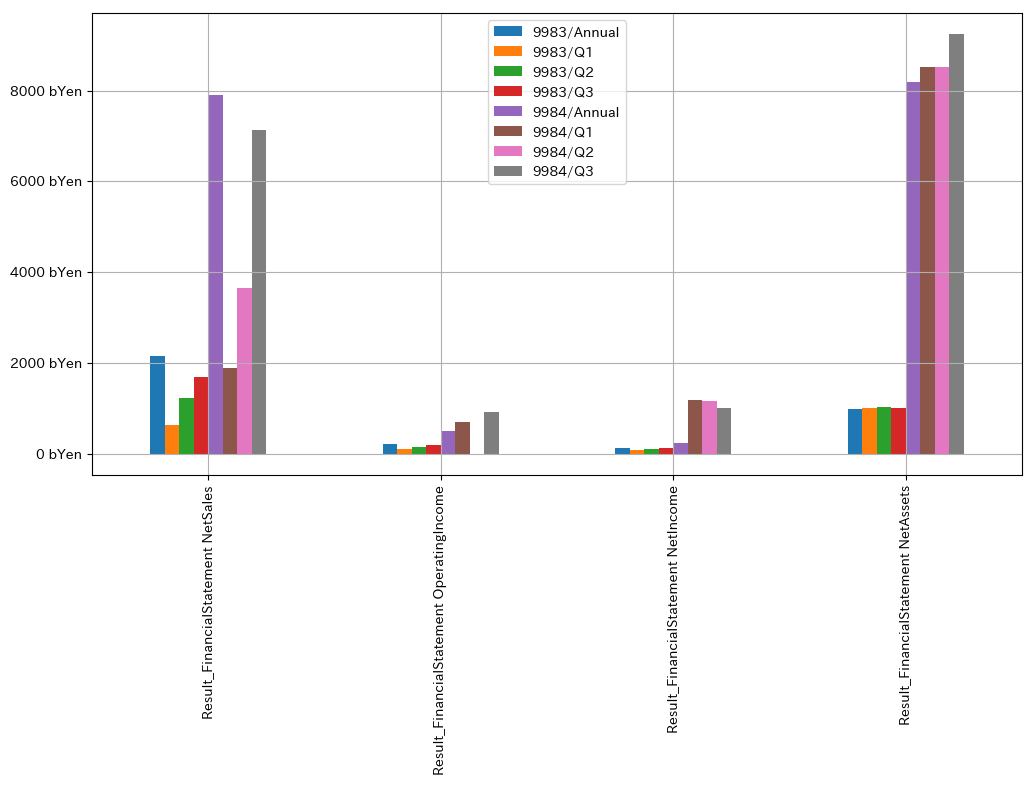 9983/Annual
9983/Q1
9983/Q2
9983/Q3
9984/Annual
9984/Q1
9984/Q2
9984/Q3
8000 bYen
6000 bYen
4000 bYen
2000 bYen
0 bYen
Result_FinancialStatement NetSales
Result_FinancialStatement OperatingIncome
Result_FinancialStatement NetIncome
Result_FinancialStatement NetAssets